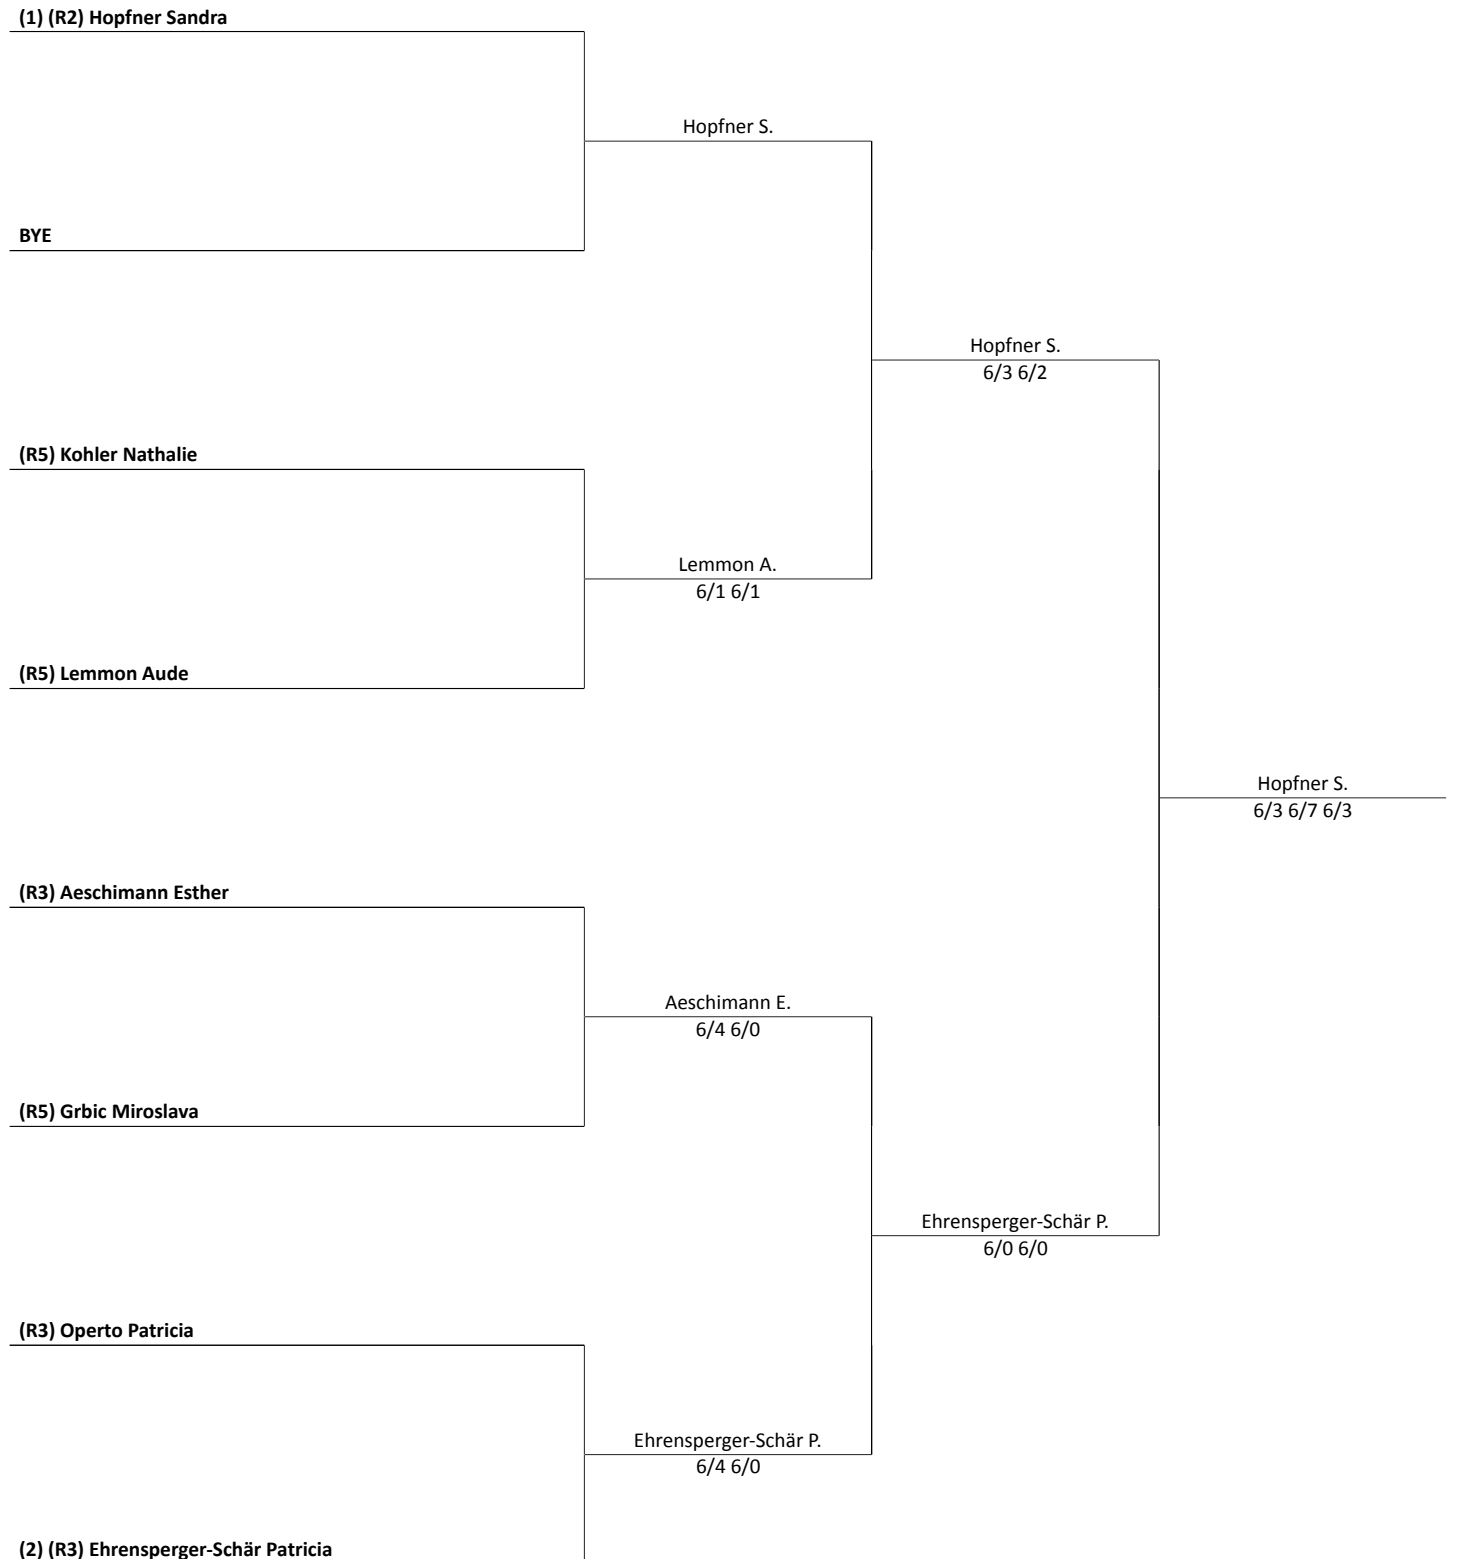 (1) (R2) Hopfner Sandra
Hopfner S.
BYE
Hopfner S.
6/3 6/2
(R5) Kohler Nathalie
Lemmon A.
6/1 6/1
(R5) Lemmon Aude
Hopfner S.
6/3 6/7 6/3
(R3) Aeschimann Esther
Aeschimann E.
6/4 6/0
(R5) Grbic Miroslava
Ehrensperger-Schär P.
6/0 6/0
(R3) Operto Patricia
Ehrensperger-Schär P.
6/4 6/0
(2) (R3) Ehrensperger-Schär Patricia